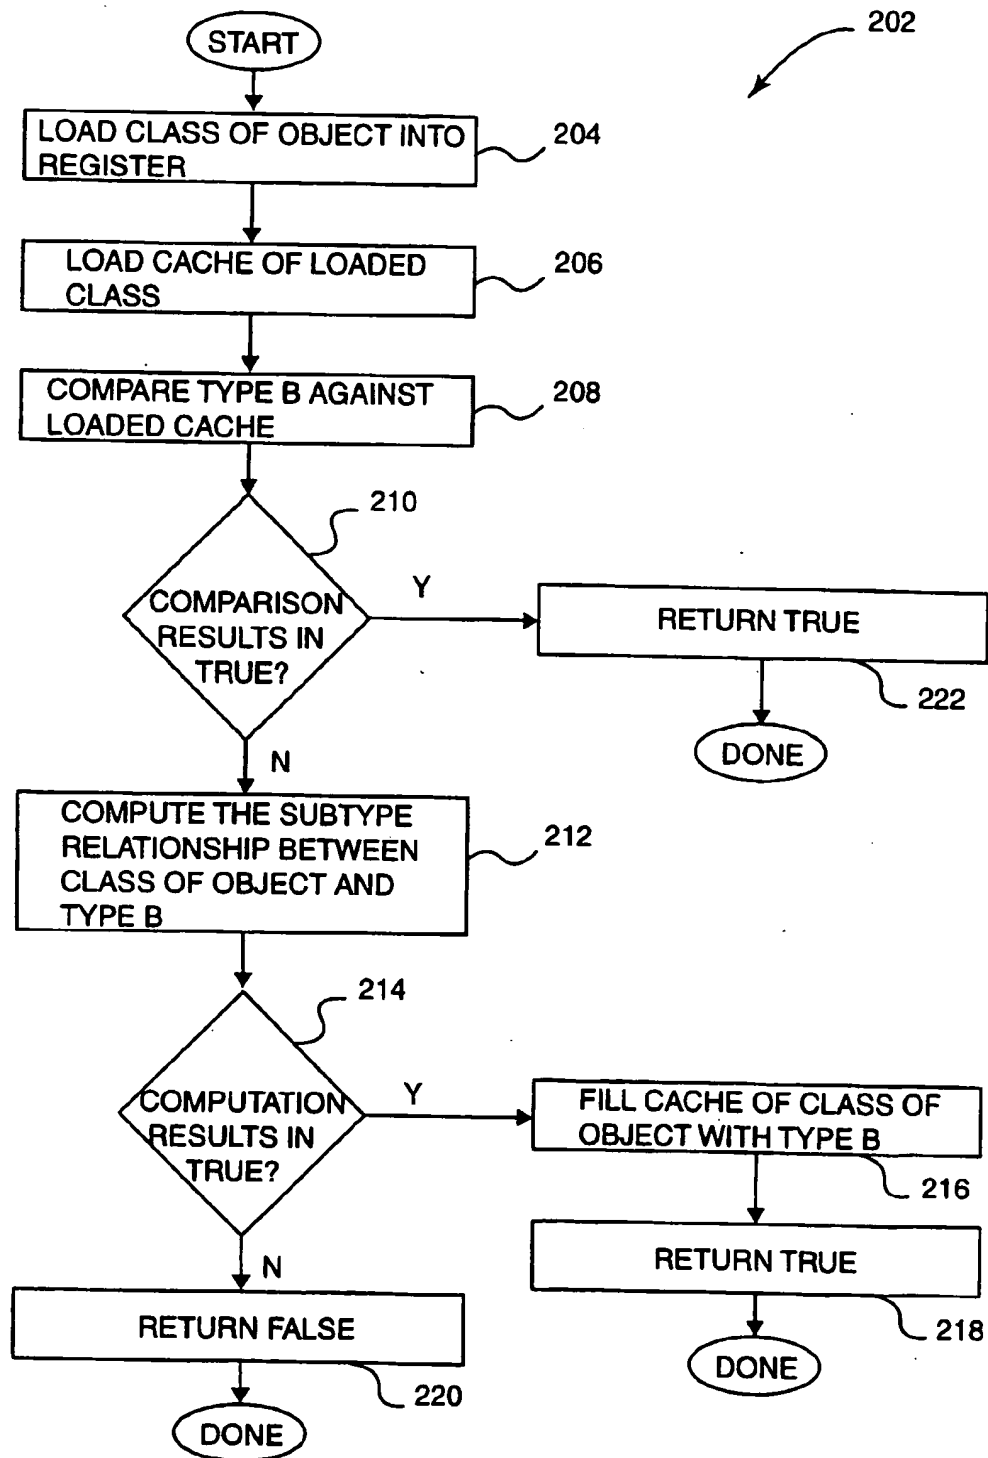 START
202
LOAD CLASS OF OBJECT INTO
REGISTER
204
LOAD CACHE OF LOADED
CLASS
206
COMPARE TYPE B AGAINST
LOADED CACHE
208
210
COMPARISON
RESULTS IN
TRUE?
Y
RETURN TRUE
222
DONE
N
COMPUTE THE SUBTYPE
RELATIONSHIP BETWEEN
CLASS OF OBJECT AND
TYPE B
212
214
COMPUTATION
RESULTS IN
TRUE?
Y
FILL CACHE OF CLASS OF
OBJECT WITH TYPE B
216
RETURN TRUE
218
DONE
N
RETURN FALSE
220
DONE